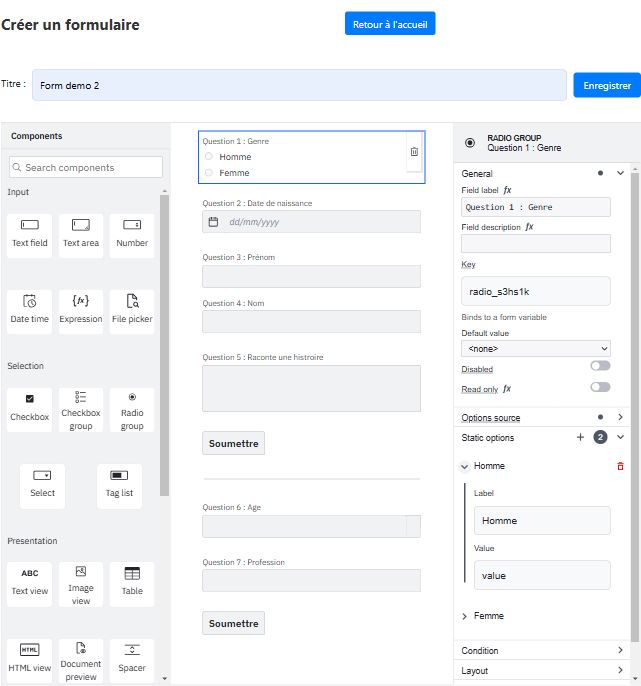 Créer un formulaire
Retour à l'accueil
Titre :
Form demo 2
Enregistrer
Components
Search components
Input
Text field
Text area
Number
Date time
{fx}
Expression
File picker
Selection
Checkbox
Checkbox group
Radio group
Select
Tag list
Presentation
ABC
Text view
Image view
Table
HTML
HTML view
Document preview
Spacer
Question 1 : Genre
Homme
Femme
Question 2 : Date de naissance
dd/mm/yyyy
Question 3 : Prénom
Question 4 : Nom
Question 5 : Raconte une histroire
Soumettre
Question 6 : Age
Question 7 : Profession
Soumettre
RADIO GROUP
Question 1 : Genre
General
Field label fx
Question 1 : Genre
Field description fx
Key
radio_s3hs1k
Binds to a form variable
Default value
<none>
Disabled
Read only fx
Options source
Static options
2
Homme
Label
Homme
Value
value
Femme
Condition
Layout